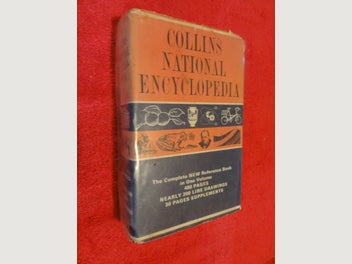 COLLINS
NATIONAL
ENCYCLOPEDIA
The Complete NEW Reference Book
in One Volume
480 PAGES
NEARLY 200 LINE DRAWINGS
30 PAGES SUPPLEMENTS